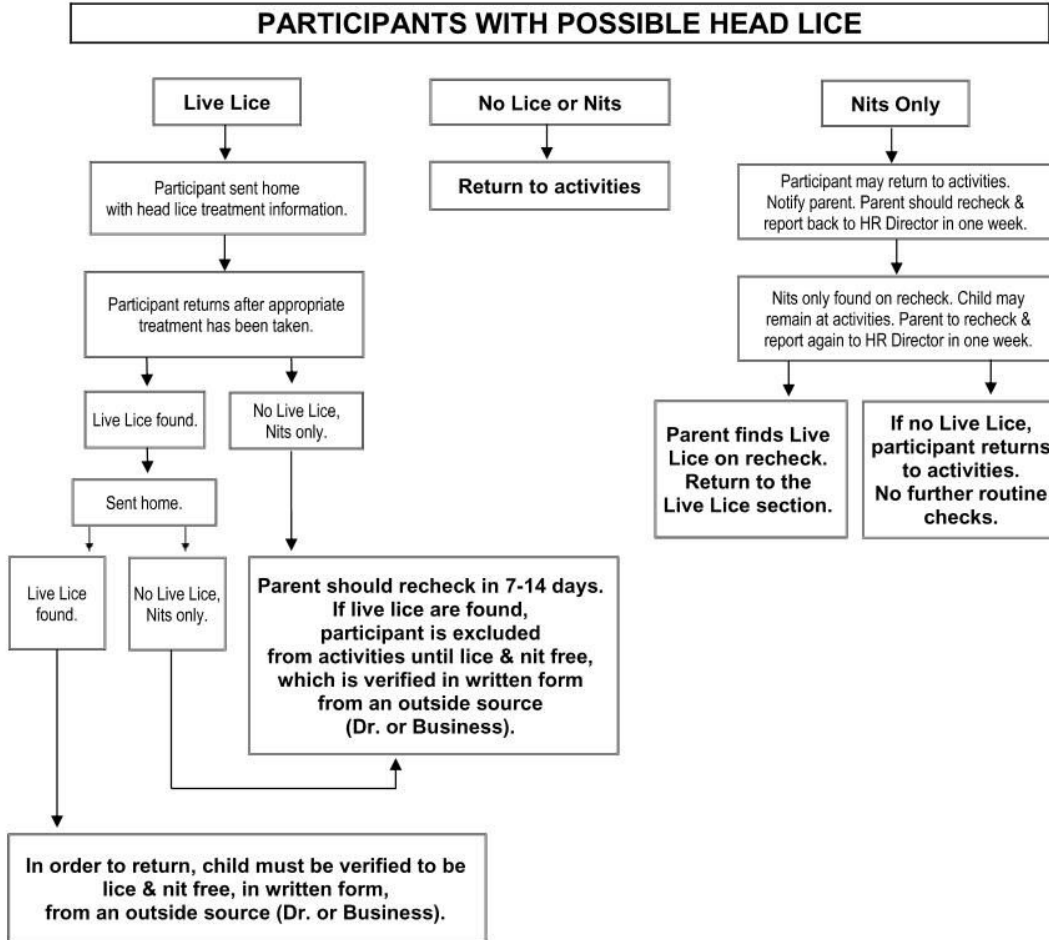 PARTICIPANTS WITH POSSIBLE HEAD LICE
Live Lice
Participant sent home
with head lice treatment information.
Participant returns after appropriate
treatment has been taken.
Live Lice found.
No Live Lice,
Nits only.
Sent home.
Live Lice
found.
No Live Lice,
Nits only.
Parent should recheck in 7-14 days.
If live lice are found,
participant is excluded
from activities until lice & nit free,
which is verified in written form
from an outside source
(Dr. or Business).
In order to return, child must be verified to be
lice & nit free, in written form,
from an outside source (Dr. or Business).
No Lice or Nits
Return to activities
Nits Only
Participant may return to activities.
Notify parent. Parent should recheck &
report back to HR Director in one week.
Nits only found on recheck. Child may
remain at activities. Parent to recheck &
report again to HR Director in one week.
Parent finds Live
Lice on recheck.
Return to the
Live Lice section.
If no Live Lice,
participant returns
to activities.
No further routine
checks.